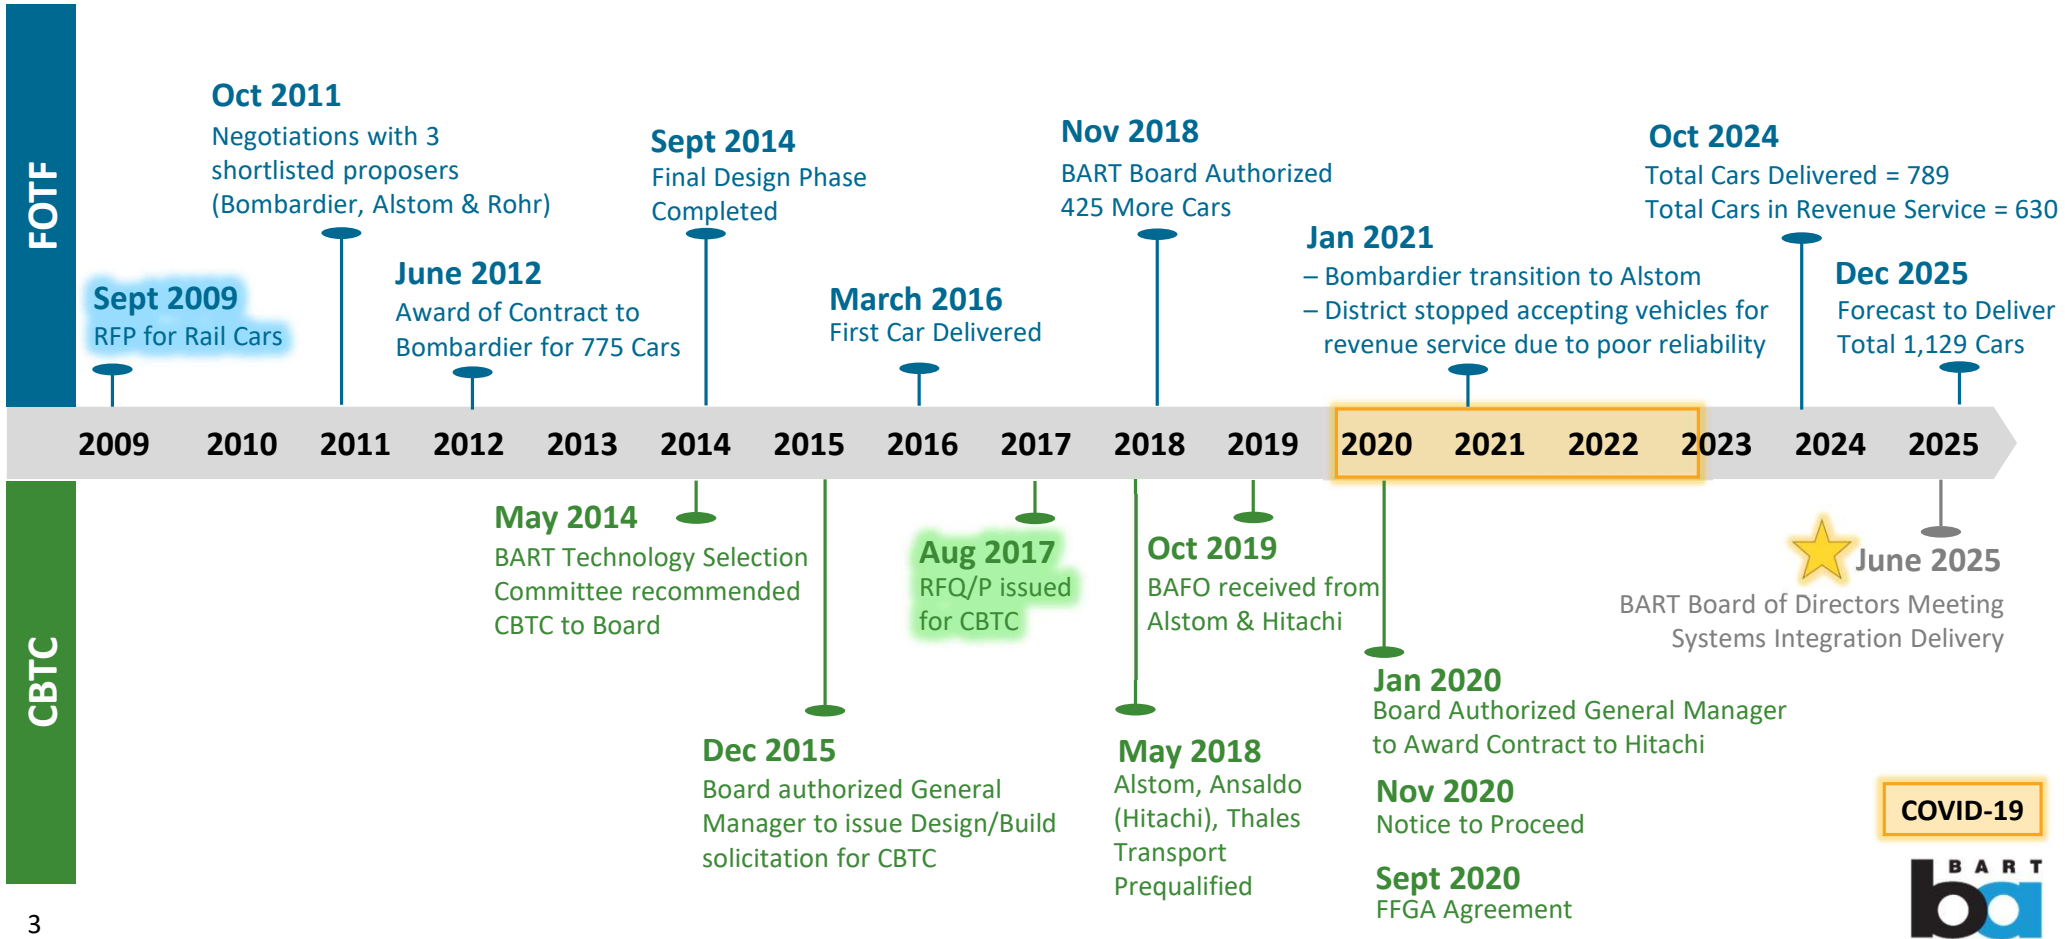 FOTF
Oct 2011
Negotiations with 3
shortlisted proposers
(Bombardier, Alstom & Rohr)
Sept 2014
Final Design Phase
Completed
Nov 2018
BART Board Authorized
425 More Cars
Oct 2024
Total Cars Delivered = 789
Total Cars in Revenue Service = 630
Sept 2009
RFP for Rail Cars
June 2012
Award of Contract to
Bombardier for 775 Cars
March 2016
First Car Delivered
Jan 2021
– Bombardier transition to Alstom
– District stopped accepting vehicles for
revenue service due to poor reliability
Dec 2025
Forecast to Deliver
Total 1,129 Cars
2009 2010 2011 2012 2013 2014 2015 2016 2017 2018 2019 2020 2021 2022 2023 2024 2025
CBTC
May 2014
BART Technology Selection
Committee recommended
CBTC to Board
Dec 2015
Board authorized General
Manager to issue Design/Build
solicitation for CBTC
Aug 2017
RFQ/P issued
for CBTC
May 2018
Alstom, Ansaldo
(Hitachi), Thales
Transport
Prequalified
Oct 2019
BAFO received from
Alstom & Hitachi
Jan 2020
Board Authorized General Manager
to Award Contract to Hitachi
Nov 2020
Notice to Proceed
Sept 2020
FFGA Agreement
June 2025
BART Board of Directors Meeting
Systems Integration Delivery
COVID-19
BART
ba
3